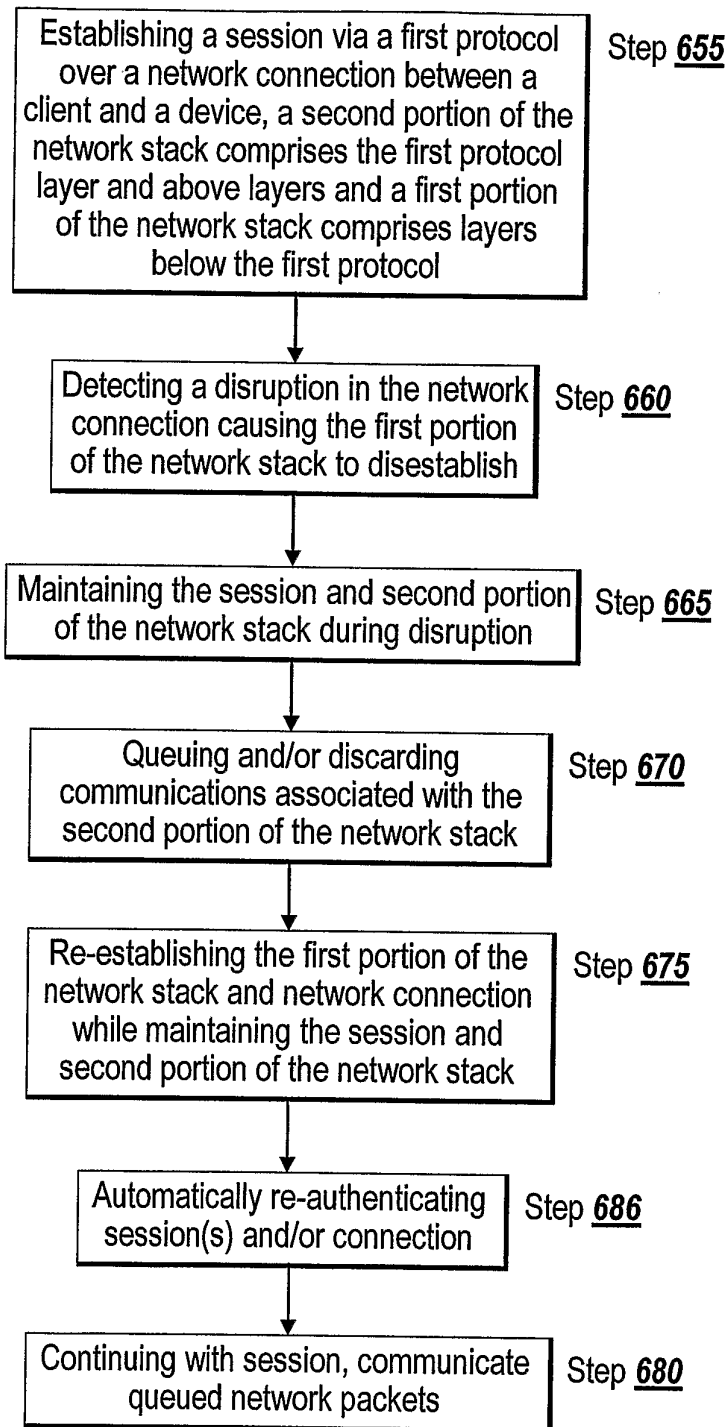 Establishing a session via a first protocol
over a network connection between a
client and a device, a second portion of the
network stack comprises the first protocol
layer and above layers and a first portion
of the network stack comprises layers
below the first protocol
Step 655
Detecting a disruption in the network
connection causing the first portion
of the network stack to disestablish
Step 660
Maintaining the session and second portion
of the network stack during disruption
Step 665
Queuing and/or discarding
communications associated with the
second portion of the network stack
Step 670
Re-establishing the first portion of the
network stack and network connection
while maintaining the session and
second portion of the network stack
Step 675
Automatically re-authenticating
session(s) and/or connection
Step 686
Continuing with session, communicate
queued network packets
Step 680